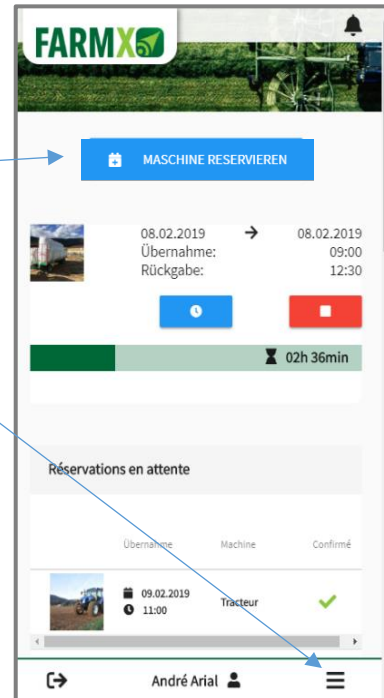 FARMX
MASCHINE RESERVIEREN
08.02.2019 → 08.02.2019
Übernahme: 09:00
Rückgabe: 12:30
02h 36min
Réservations en attente
Übernahme Machine Confirmé
09.02.2019
11:00 Tracteur
André Arial